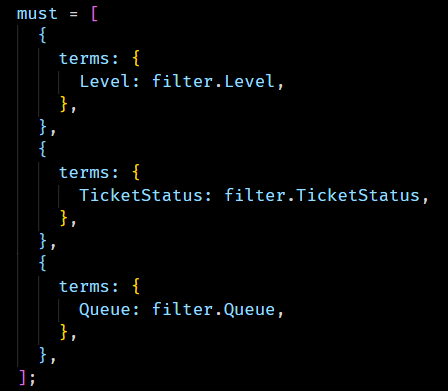 must = [
  {
    terms: {
      Level: filter.Level,
    },
  },
  {
    terms: {
      TicketStatus: filter.TicketStatus,
    },
  },
  {
    terms: {
      Queue: filter.Queue,
    },
  },
];